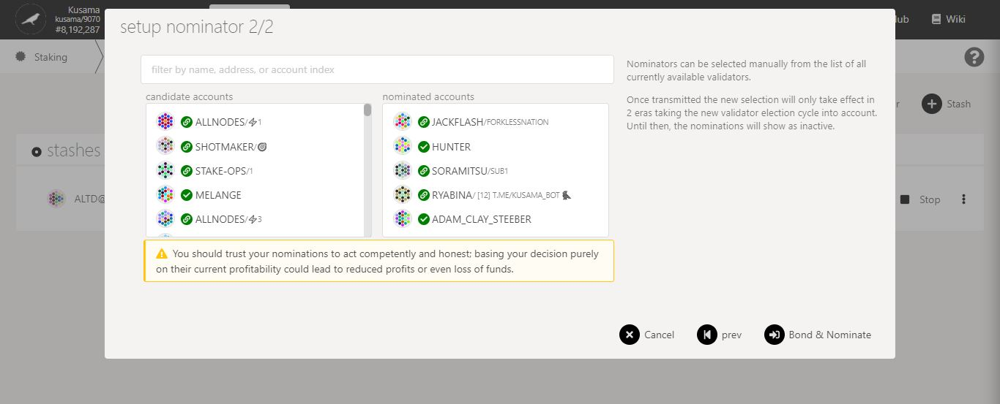 Kusama
kusama/9070
#8,192,287
Wiki
Staking
setup nominator 2/2
filter by name, address, or account index
candidate accounts
ALLNODES/⚡1
SHOTMAKER/
STAKE-OPS/1
MELANGE
ALLNODES/⚡3
nominated accounts
JACKFLASH/FORKLESSNATION
HUNTER
SORAMITSU/SUB1
RYABINA/ [12] T.ME/KUSAMA_BOT
ADAM_CLAY_STEEBER
You should trust your nominations to act competently and honest; basing your decision purely
on their current profitability could lead to reduced profits or even loss of funds.
Nominators can be selected manually from the list of all
currently available validators.
Once transmitted the new selection will only take effect in
2 eras taking the new validator election cycle into account.
Until then, the nominations will show as inactive.
Cancel
prev
Bond & Nominate
Stash
stashes
ALTD@
Stop